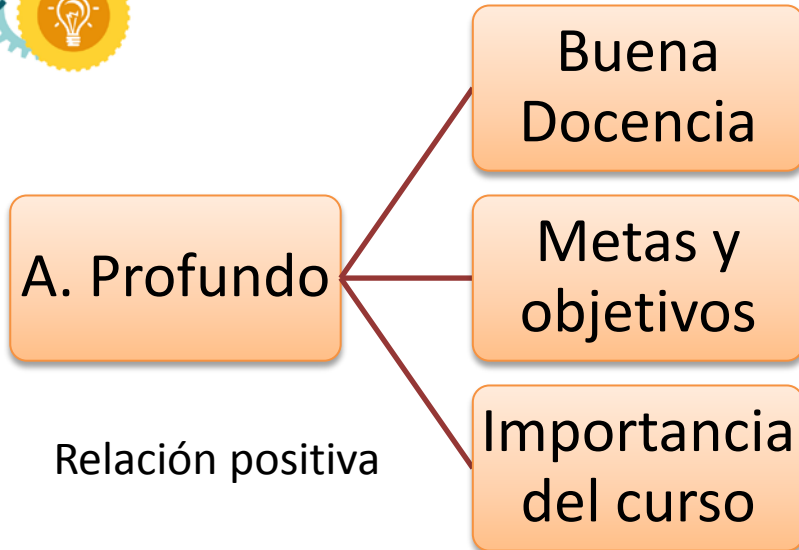 Buena
Docencia
A. Profundo
Metas y
objetivos
Importancia
del curso
Relación positiva